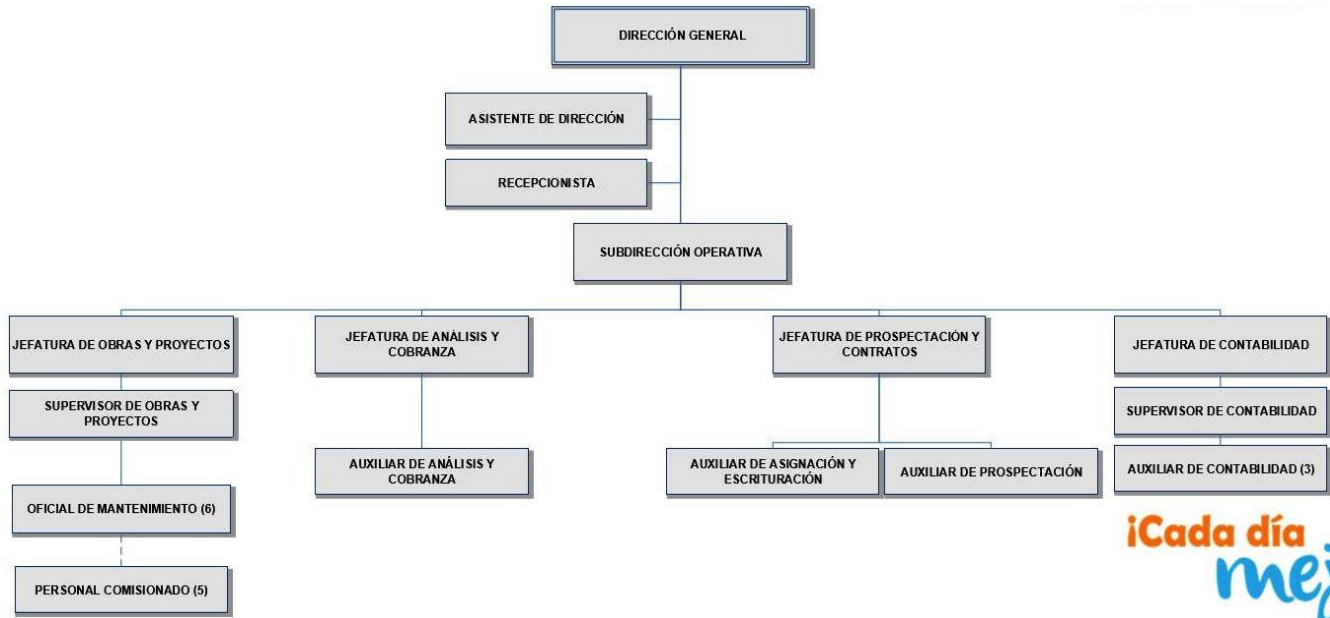 DIRECCIÓN GENERAL
ASISTENTE DE DIRECCIÓN
RECEPCIONISTA
SUBDIRECCIÓN OPERATIVA
JEFATURA DE OBRAS Y PROYECTOS
JEFATURA DE ANÁLISIS Y
COBRANZA
JEFATURA DE PROSPECTACIÓN Y
CONTRATOS
JEFATURA DE CONTABILIDAD
SUPERVISOR DE OBRAS Y
PROYECTOS
SUPERVISOR DE CONTABILIDAD
AUXILIAR DE ANÁLISIS Y
COBRANZA
AUXILIAR DE ASIGNACIÓN Y
ESCRITURACIÓN
AUXILIAR DE PROSPECTACIÓN
AUXILIAR DE CONTABILIDAD (3)
OFICIAL DE MANTENIMIENTO (6)
PERSONAL COMISIONADO (5)
¡Cada día